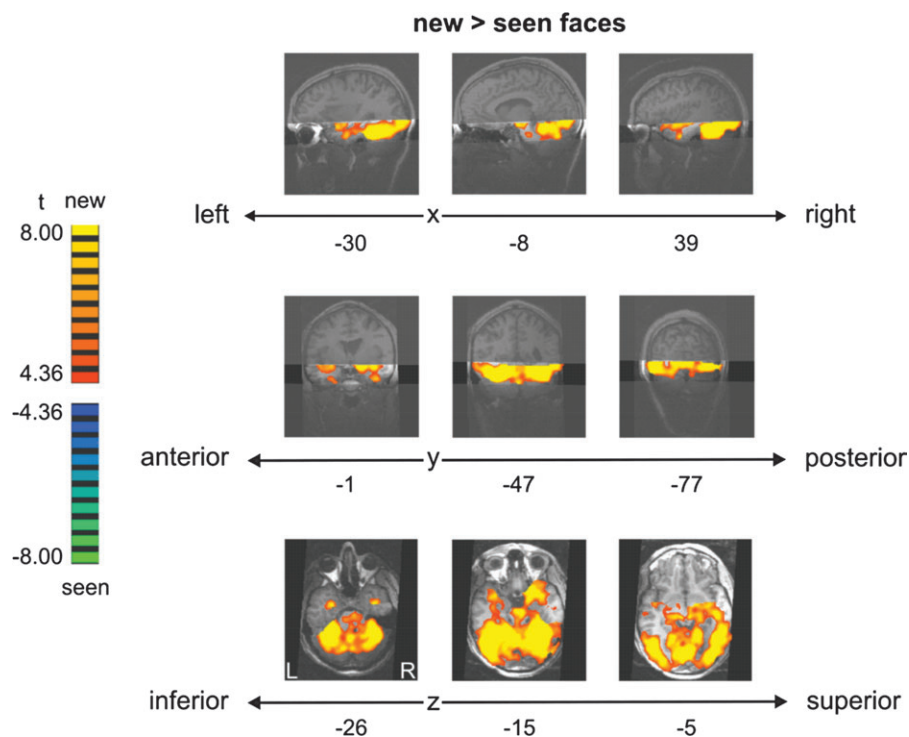 new > seen faces
t new
8.00
4.36
-4.36
-8.00
seen
left x right
-30 -8 39
anterior y posterior
-1 -47 -77
L R
inferior z superior
-26 -15 -5